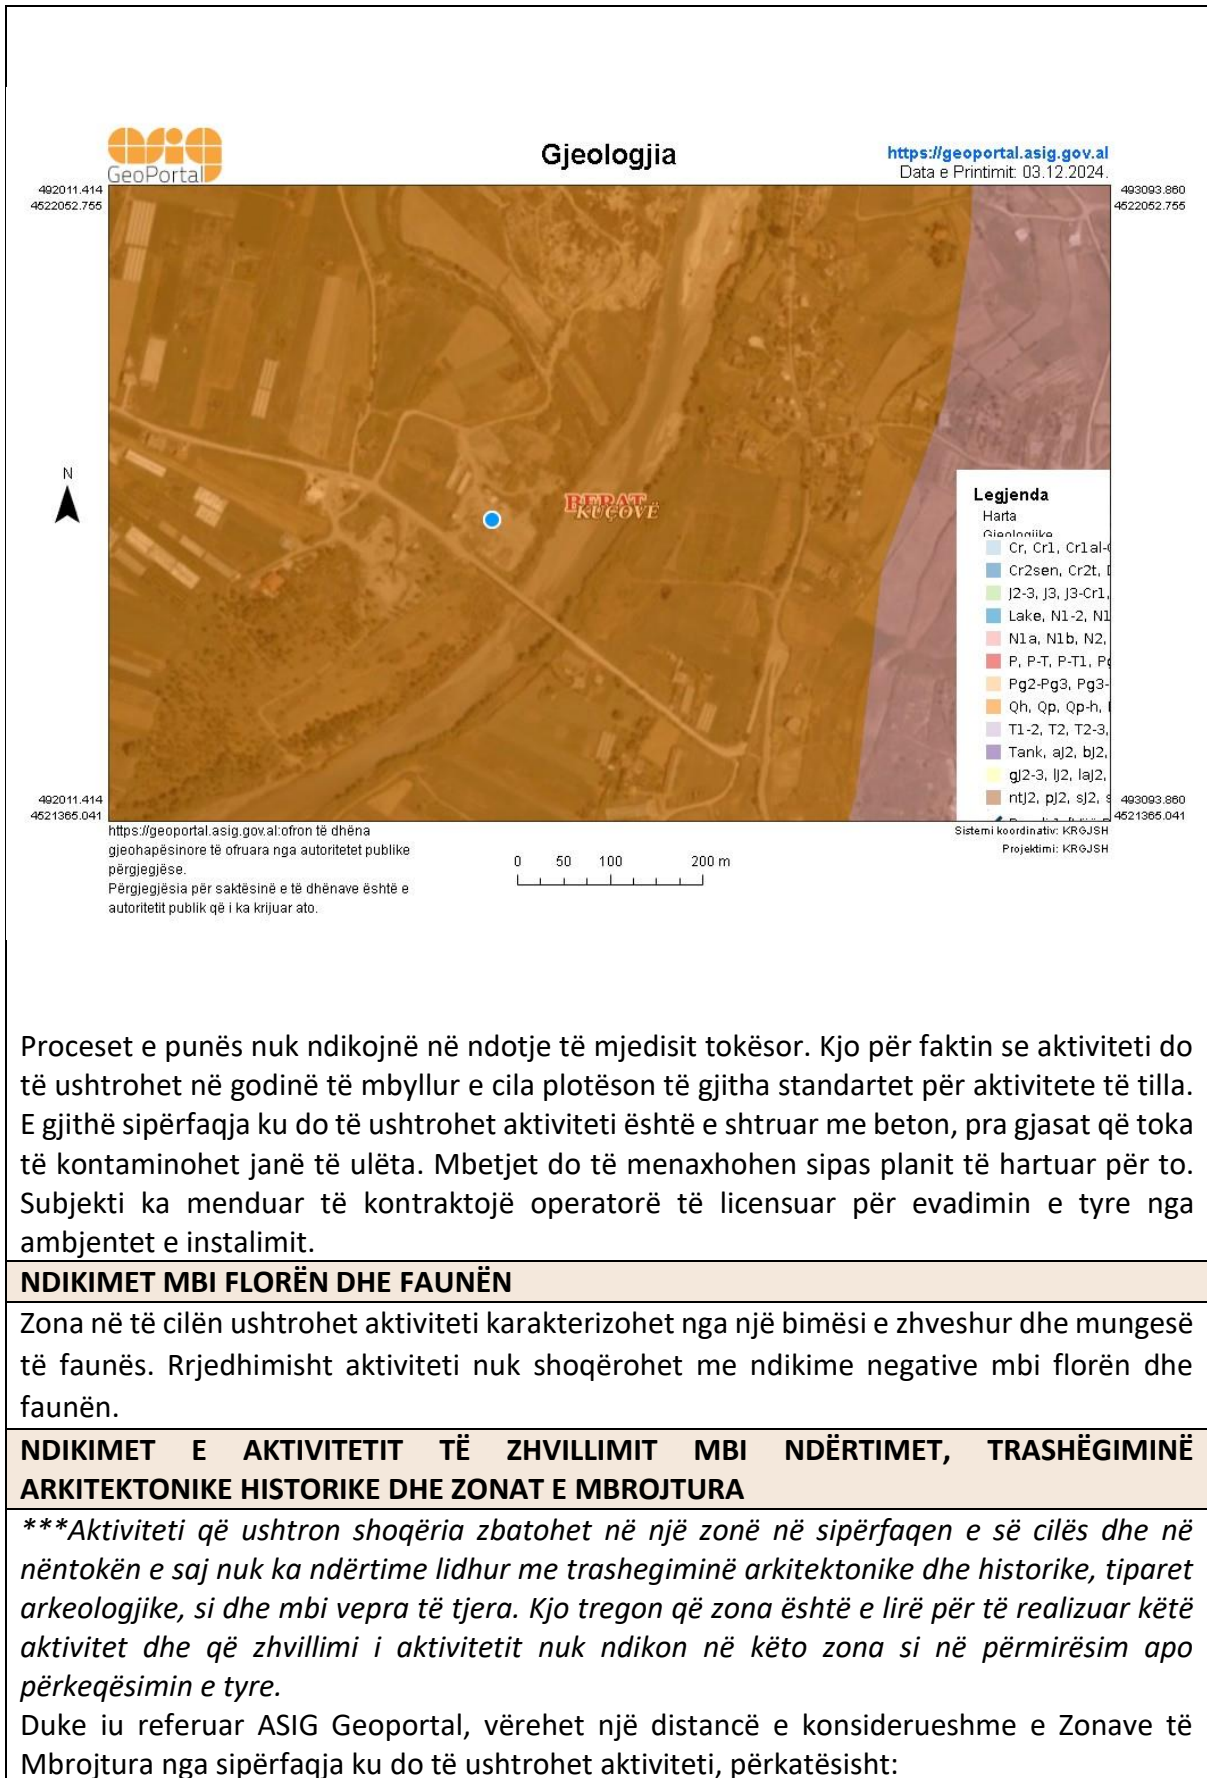 asig
GeoPortal
Gjeologjia
https://geoportal.asig.gov.al
Data e Printimit: 03.12.2024.
492011.414
4522052.755
493093.860
4522052.755
N
BERAT
KUÇOVË
Legjenda
Harta
Gjeologjike
Cr, Cr1, Cr1al-
Cr2sen, Cr2t,
J2-3, J3, J3-Cr1,
Lake, N1-2, N1
N1a, N1b, N2,
P, P-T, P-T1,
Pg2-Pg3, Pg3-
Qh, Qp, Qp-h,
T1-2, T2, T2-3,
Tank, aJ2, bJ2,
gJ2-3, lJ2, laJ2,
ntJ2, pJ2, sJ2,
492011.414
4521365.041
493093.860
4521365.041
https://geoportal.asig.gov.al:ofron të dhëna
gjeohapësinore të ofruara nga autoritetet publike
përgjegjëse.
Përgjegjësia për saktësinë e të dhënave është e
autoritetit publik që i ka krijuar ato.
0 50 100 200 m
Sistemi koordinativ: KRGJSH
Projektimi: KRGJSH
Proceset e punës nuk ndikojnë në ndotje të mjedisit tokësor. Kjo për faktin se aktiviteti do
të ushtrohet në godinë të mbyllur e cila plotëson të gjitha standartet për aktivitete të tilla.
E gjithë sipërfaqja ku do të ushtrohet aktiviteti është e shtruar me beton, pra gjasat që toka
të kontaminohet janë të ulëta. Mbetjet do të menaxhohen sipas planit të hartuar për to.
Subjekti ka menduar të kontraktojë operatorë të licensuar për evadimin e tyre nga
ambjentet e instalimit.
NDIKIMET MBI FLORËN DHE FAUNËN
Zona në të cilën ushtrohet aktiviteti karakterizohet nga një bimësi e zhveshur dhe mungesë
të faunës. Rrjedhimisht aktiviteti nuk shoqërohet me ndikime negative mbi florën dhe
faunën.
NDIKIMET E AKTIVITETIT TË ZHVILLIMIT MBI NDËRTIMET, TRASHËGIMINË
ARKITEKTONIKE HISTORIKE DHE ZONAT E MBROJTURA
***Aktiviteti që ushtron shoqëria zbatohet në një zonë në sipërfaqen e së cilës dhe në
nëntokën e saj nuk ka ndërtime lidhur me trashegiminë arkitektonike dhe historike, tiparet
arkeologjike, si dhe mbi vepra të tjera. Kjo tregon që zona është e lirë për të realizuar këtë
aktivitet dhe që zhvillimi i aktivitetit nuk ndikon në këto zona si në përmirësim apo
përkeqësimin e tyre.
Duke iu referuar ASIG Geoportal, vërehet një distancë e konsiderueshme e Zonave të
Mbrojtura nga sipërfaqja ku do të ushtrohet aktiviteti, përkatësisht: